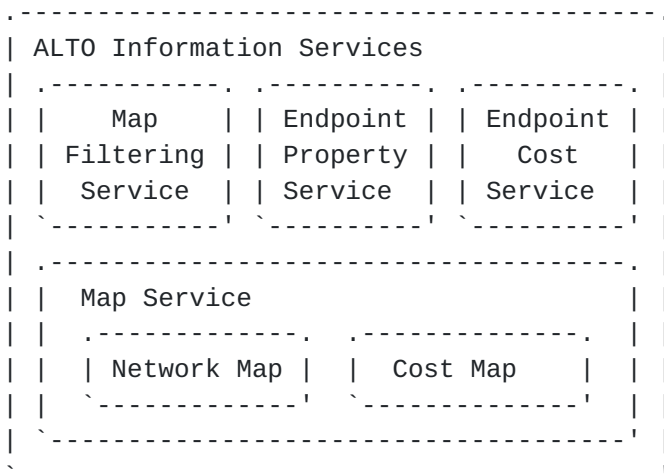 ALTO Information Services
Map Endpoint Endpoint
Filtering Property Cost
Service Service Service
Map Service
Network Map Cost Map